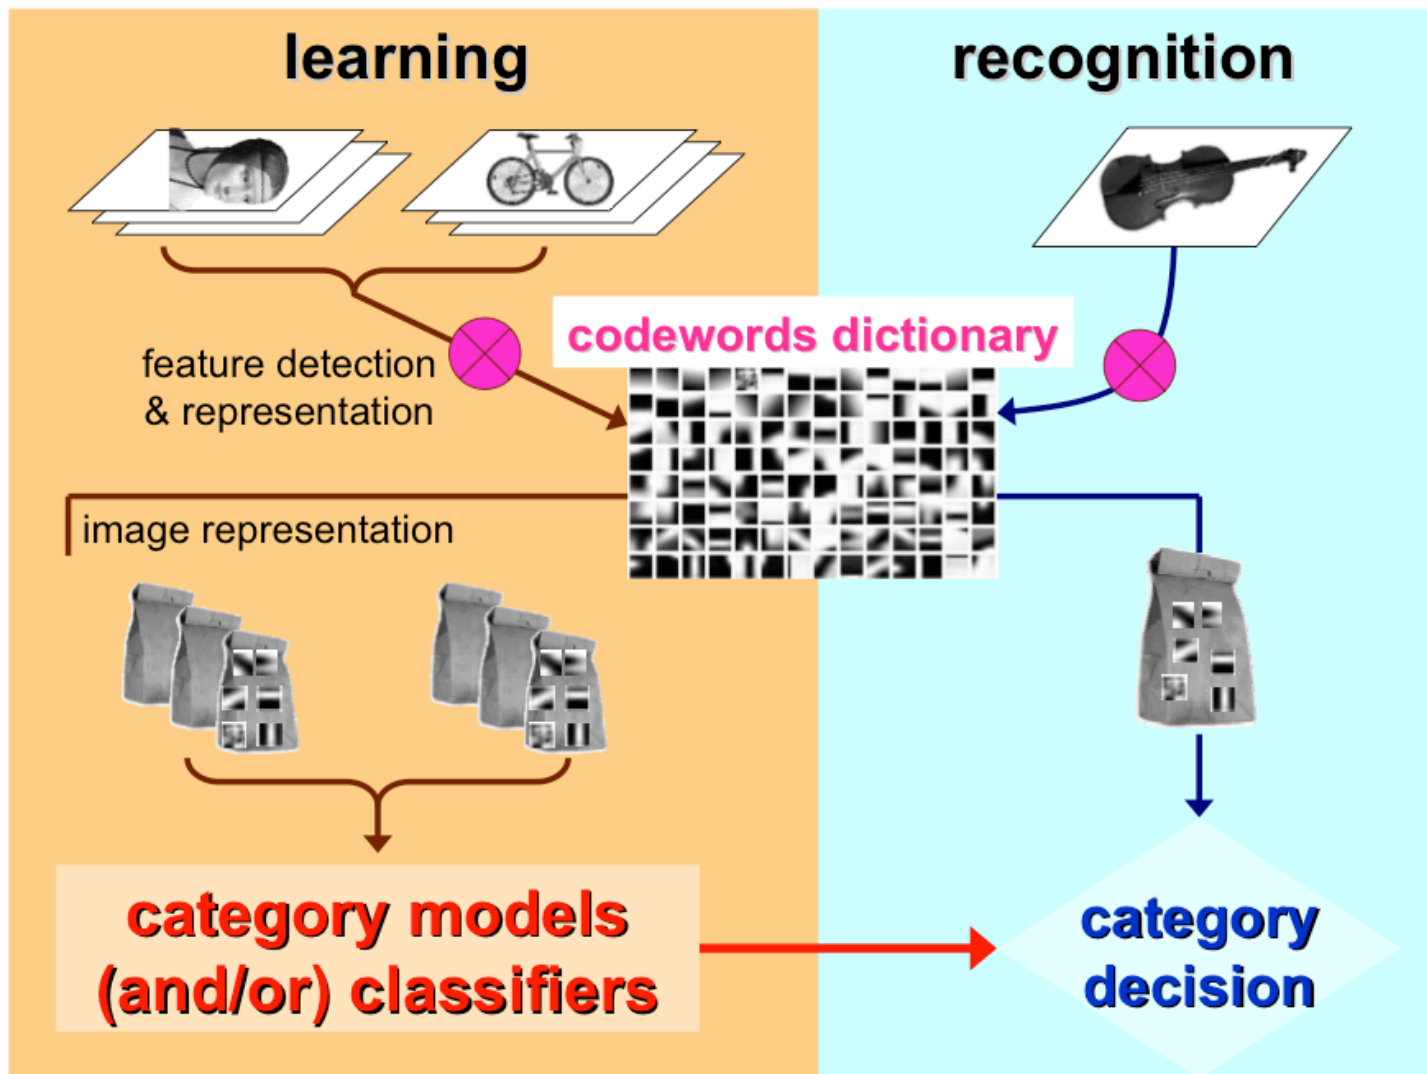 learning
recognition
codewords dictionary
feature detection
& representation
image representation
category models
(and/or) classifiers
category
decision